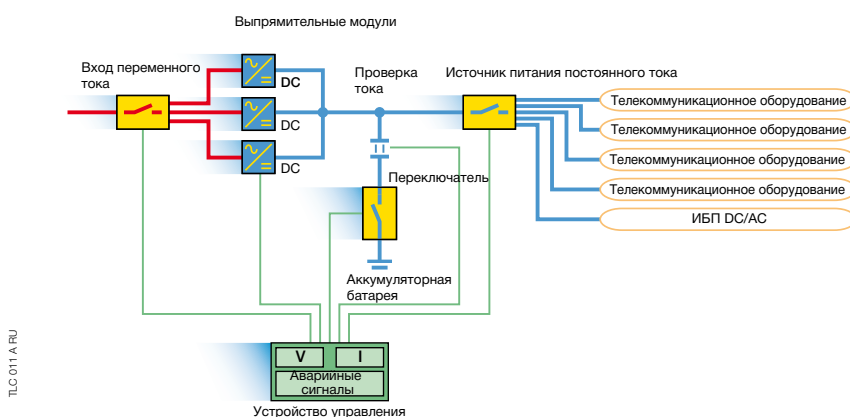 Выпрямительные модули
Вход переменного
тока
DC
Проверка
тока
Источник питания постоянного тока
Телекоммуникационное оборудование
DC
Телекоммуникационное оборудование
DC
Телекоммуникационное оборудование
Переключатель
Телекоммуникационное оборудование
ИБП DC/AC
Аккумуляторная
батарея
V
I
Аварийные
сигналы
Устройство управления
TLC 011 A RU